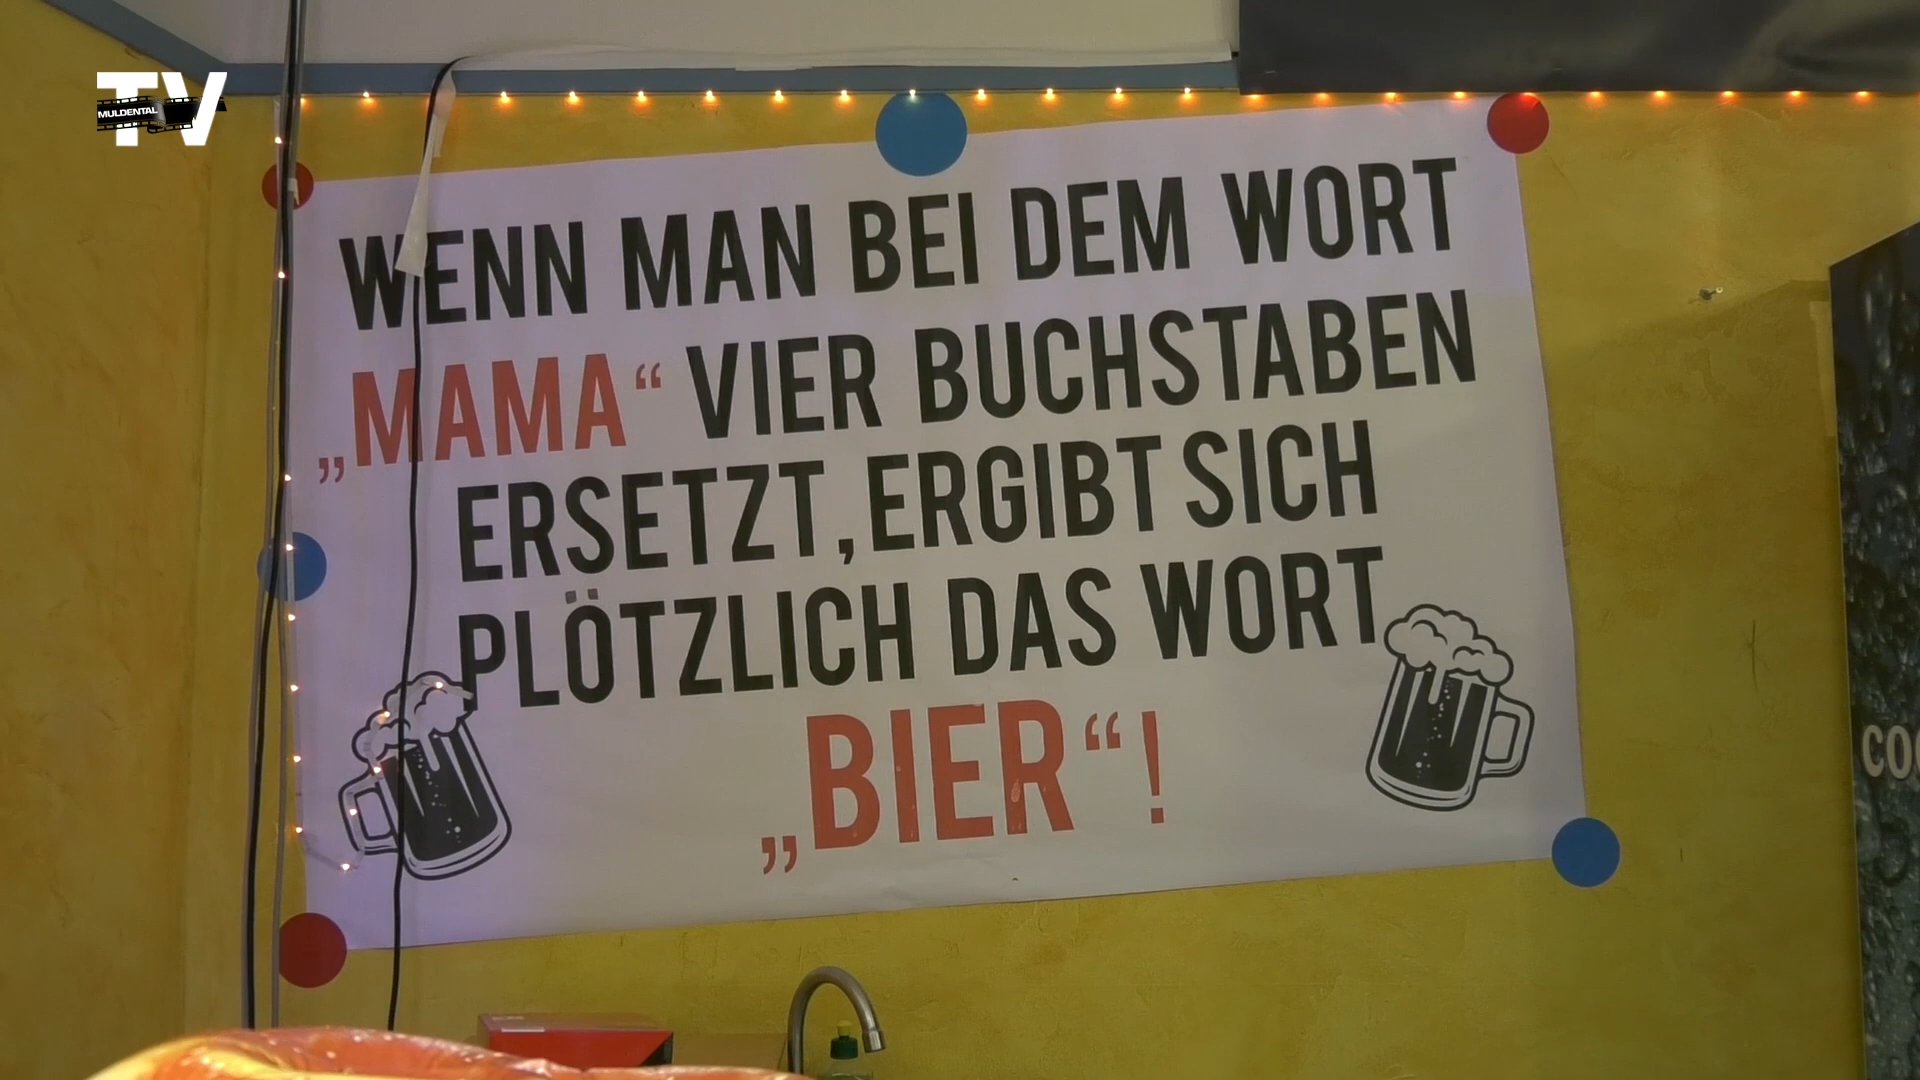 TV
MULDENTAL
WENN MAN BEI DEM WORT
„MAMA“ VIER BUCHSTABEN
ERSETZT, ERGIBT SICH
PLÖTZLICH DAS WORT
„BIER“!